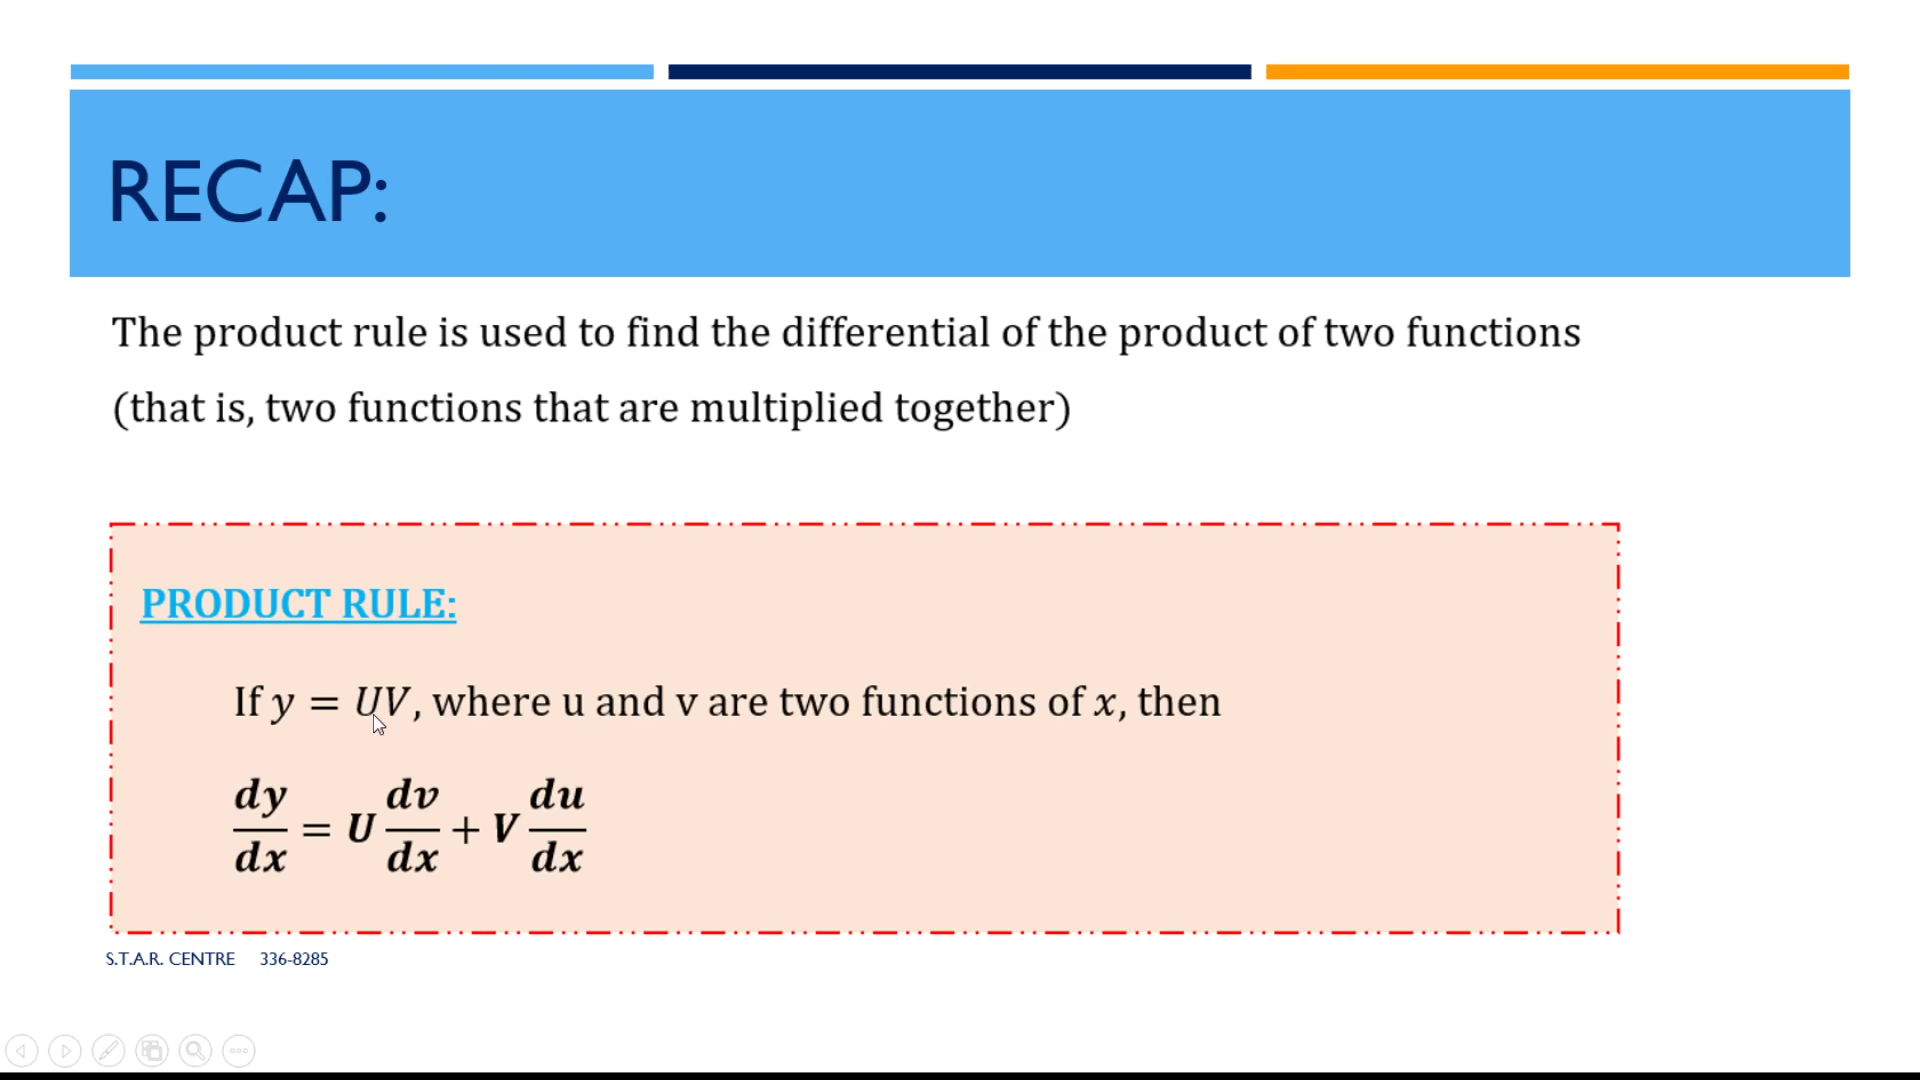 RECAP:
The product rule is used to find the differential of the product of two functions
(that is, two functions that are multiplied together)
PRODUCT RULE:
If y = UV, where u and v are two functions of x, then
dy/dx = U dv/dx + V du/dx
S.T.A.R. CENTRE 336-8285